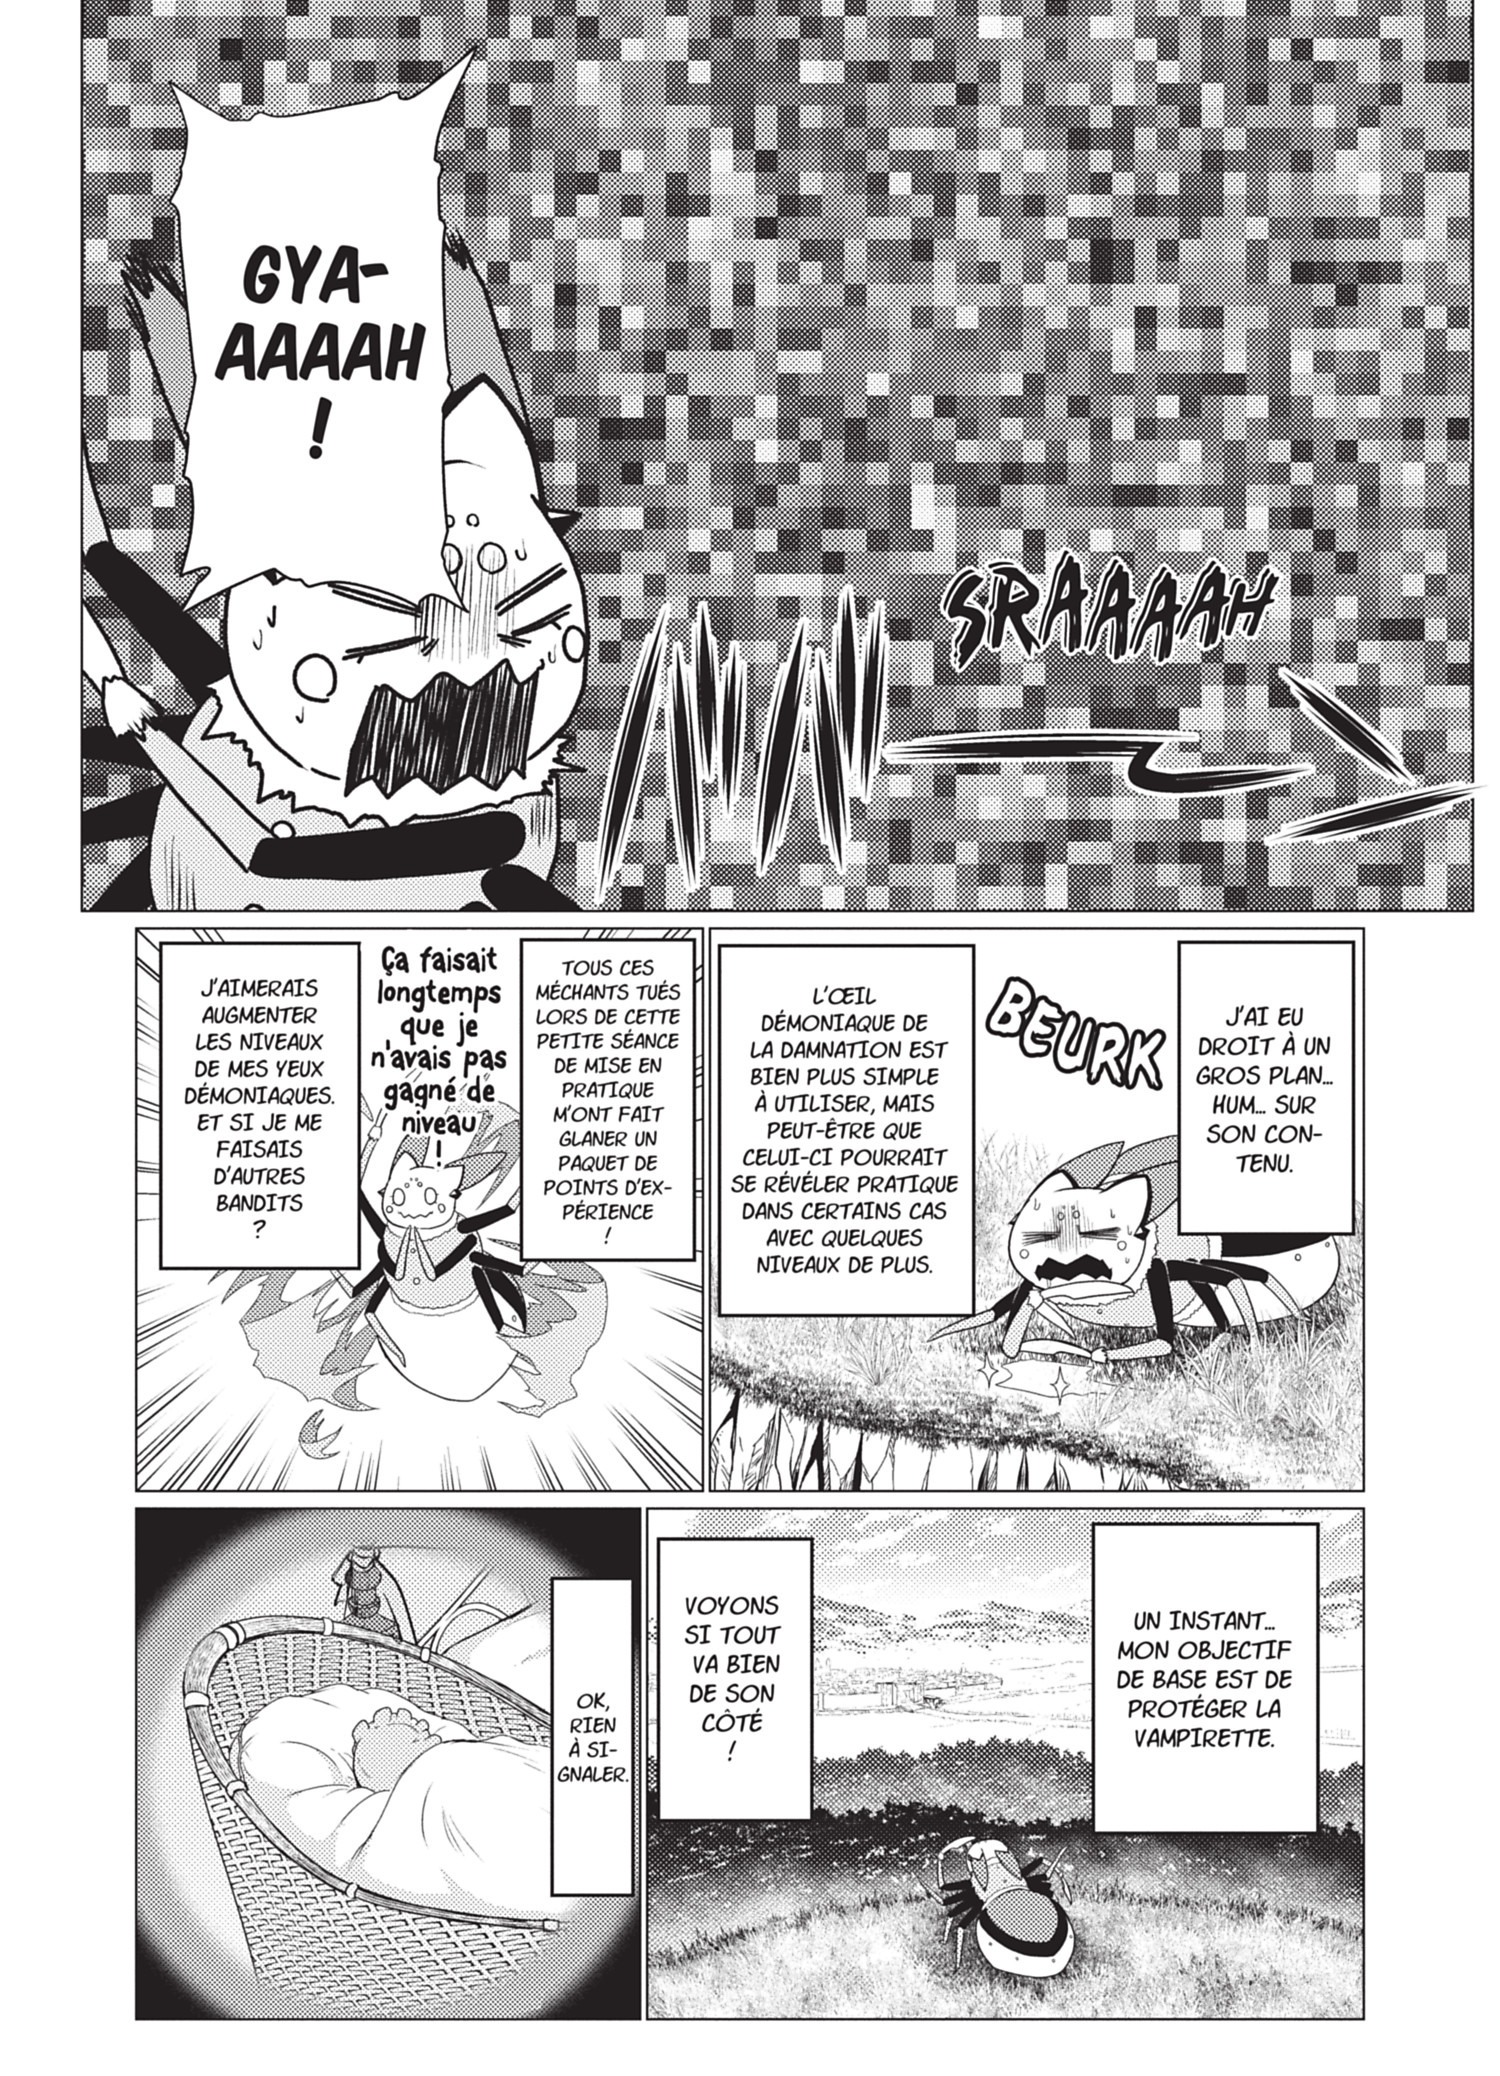 SRAAAAH
GYA-
AAAAH
!
J'AI EU
DROIT À UN
GROS PLAN...
HUM... SUR
SON CON-
TENU.
BEURK
L'ŒIL
DÉMONIAQUE DE
LA DAMNATION EST
BIEN PLUS SIMPLE
À UTILISER, MAIS
PEUT-ÊTRE QUE
CELUI-CI POURRAIT
SE RÉVÉLER PRATIQUE
DANS CERTAINS CAS
AVEC QUELQUES
NIVEAUX DE PLUS.
TOUS CES
MÉCHANTS TUÉS
LORS DE CETTE
PETITE SÉANCE
DE MISE EN
PRATIQUE
M'ONT FAIT
GLANER UN
PAQUET DE
POINTS D'EX-
PÉRIENCE
!
Ça faisait
longtemps
que je
n'avais pas
gagné de
niveau
!
J'AIMERAIS
AUGMENTER
LES NIVEAUX
DE MES YEUX
DÉMONIAQUES.
ET SI JE ME
FAISAIS
D'AUTRES
BANDITS
?
UN INSTANT...
MON OBJECTIF
DE BASE EST DE
PROTÉGER LA
VAMPIRETTE.
VOYONS
SI TOUT
VA BIEN
DE SON
CÔTÉ
!
OK,
RIEN
À SI-
GNALER.